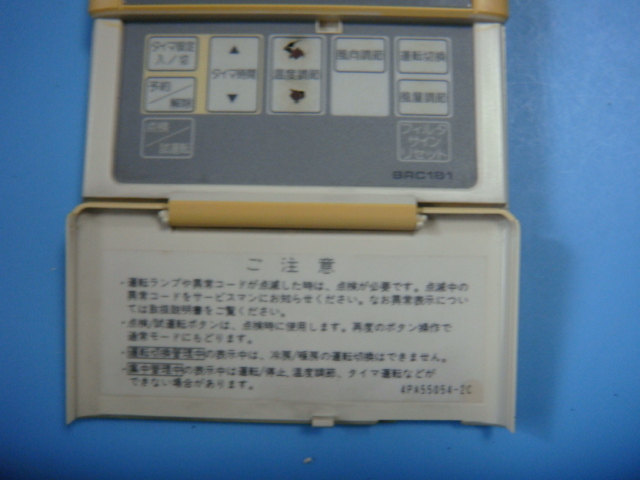 タイマ設定
入/切
▲
タイマ時間
▼
温度調節
風向調節
運転切換
予約
解除
風量調節
点検
試運転
フィルタ
サイン
リセット
BRC1B1
ご注意
・運転ランプや異常コードが点滅した時は、点検が必要です。点滅中の
異常コードをサービスマンにお知らせください。なお異常表示につい
ては取扱説明書をご覧ください。
・点検/試運転ボタンは、点検時に使用します。再度のボタン操作で
通常モードにもどります。
・運転切換管理中の表示中は、冷房/暖房の運転切換はできません。
・集中管理中の表示中は運転/停止、温度調節、タイマ運転などが
できない場合があります。
4PA55054-2C